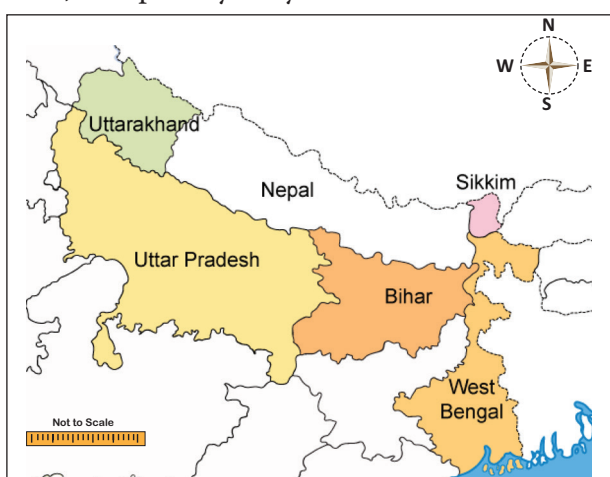 N
W E
S
Uttarakhand
Nepal
Sikkim
Uttar Pradesh
Bihar
West
Bengal
Not to Scale